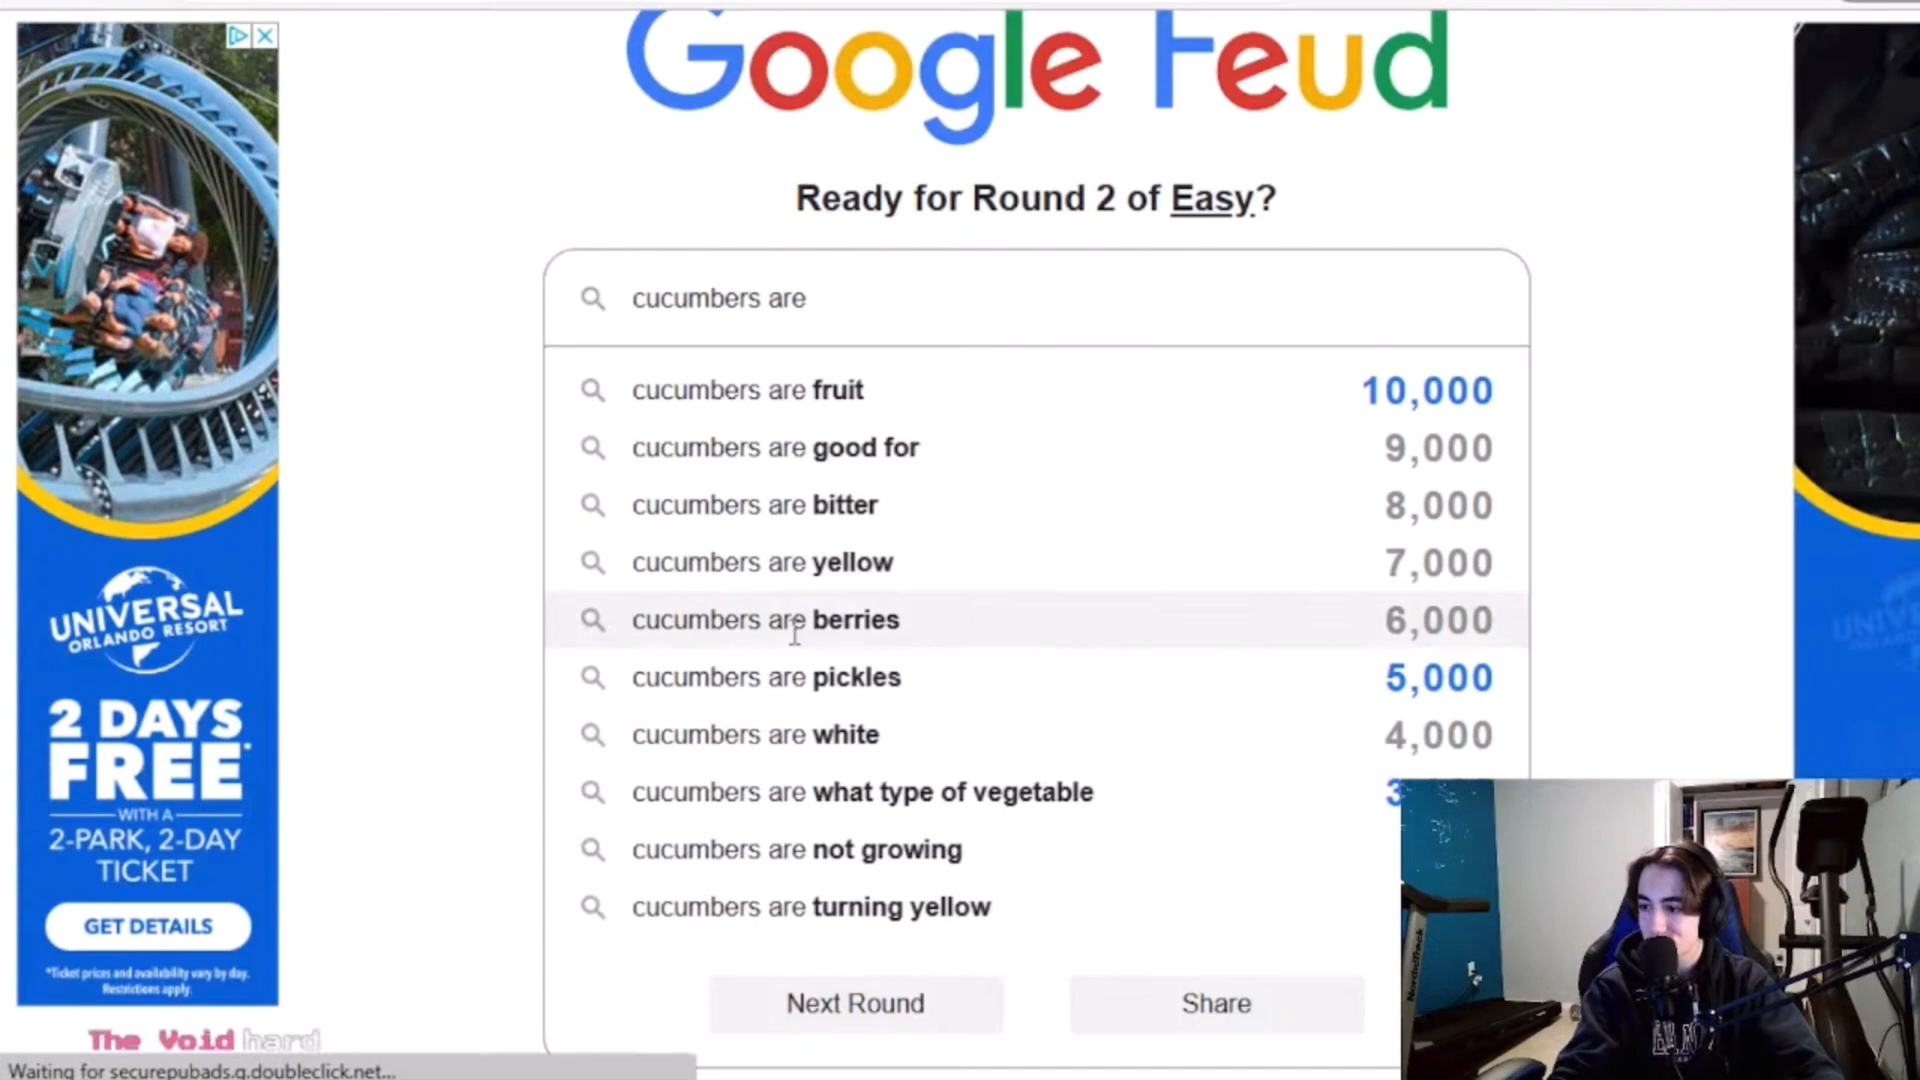 Google Feud
Ready for Round 2 of Easy?
cucumbers are
cucumbers are fruit 10,000
cucumbers are good for 9,000
cucumbers are bitter 8,000
cucumbers are yellow 7,000
cucumbers are berries 6,000
cucumbers are pickles 5,000
cucumbers are white 4,000
cucumbers are what type of vegetable 3
cucumbers are not growing
cucumbers are turning yellow
Next Round Share
UNIVERSAL
ORLANDO RESORT
2 DAYS
FREE*
WITH A
2-PARK, 2-DAY
TICKET
GET DETAILS
*Ticket prices and availability vary by day.
Restrictions apply.
The Void hard
Waiting for securepubads.g.doubleclick.net...
NordicTrack